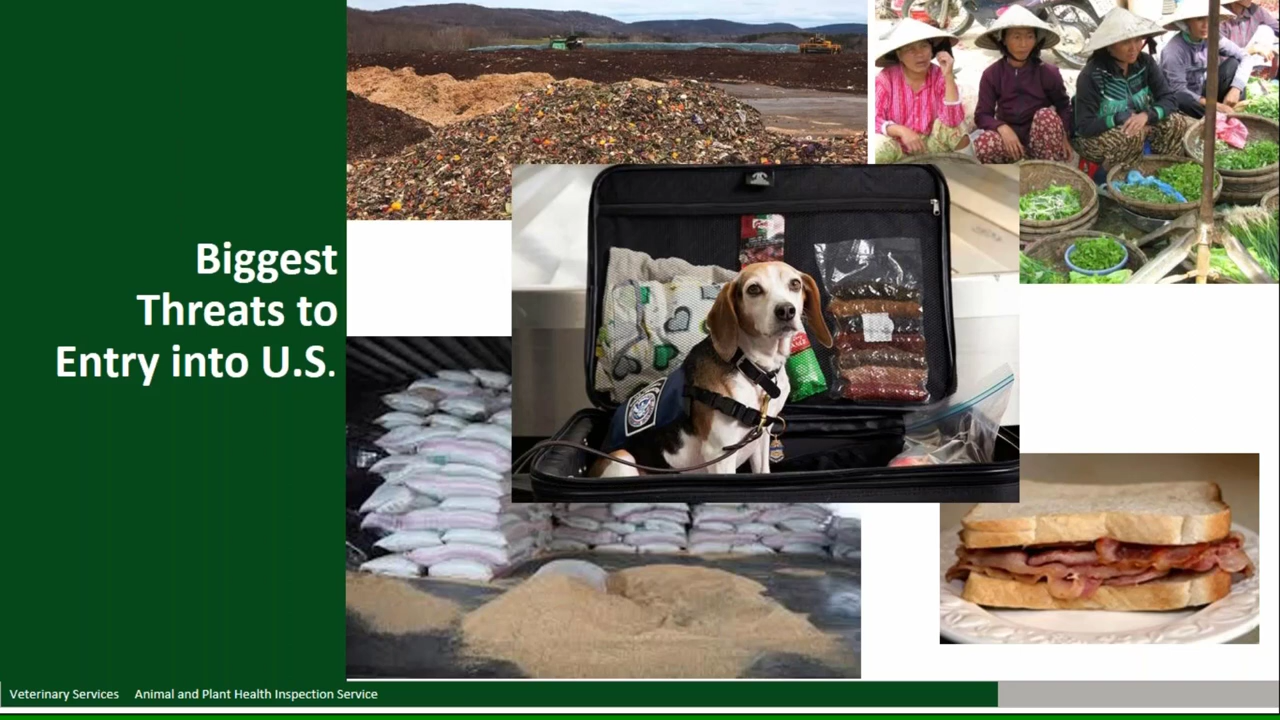 Biggest
Threats to
Entry into U.S.
Veterinary Services Animal and Plant Health Inspection Service